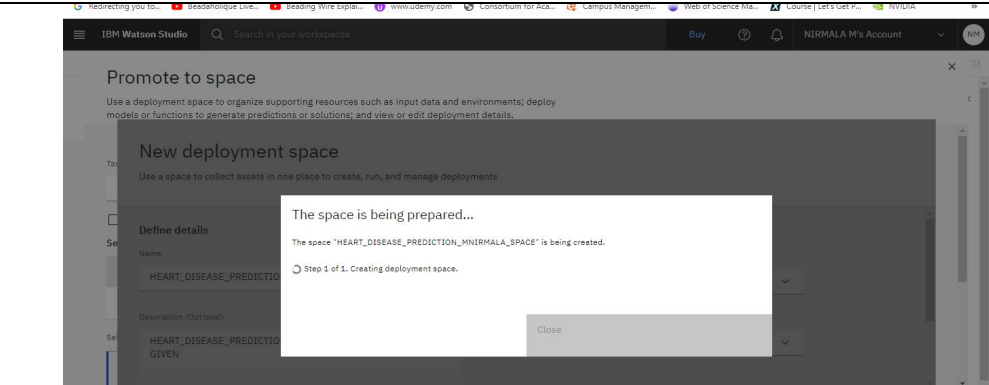 Redirecting you to... Beadaholique Live... Beading Wire Explai... www.udemy.com Consortium for Aca... Campus Managem... Web of Science Ma... Course | Let's Get P... NVIDIA »
IBM Watson Studio Search in your workspaces Buy NIRMALA M's Account NM
Promote to space
Use a deployment space to organize supporting resources such as input data and environments; deploy
models or functions to generate predictions or solutions; and view or edit deployment details.
New deployment space
Use a space to collect assets in one place to create, run, and manage deployments
The space is being prepared...
Define details
The space "HEART_DISEASE_PREDICTION_MNIRMALA_SPACE" is being created.
Name
Step 1 of 1. Creating deployment space.
HEART_DISEASE_PREDICTIO
Description (Optional)
Close
HEART_DISEASE_PREDICTIO
GIVEN